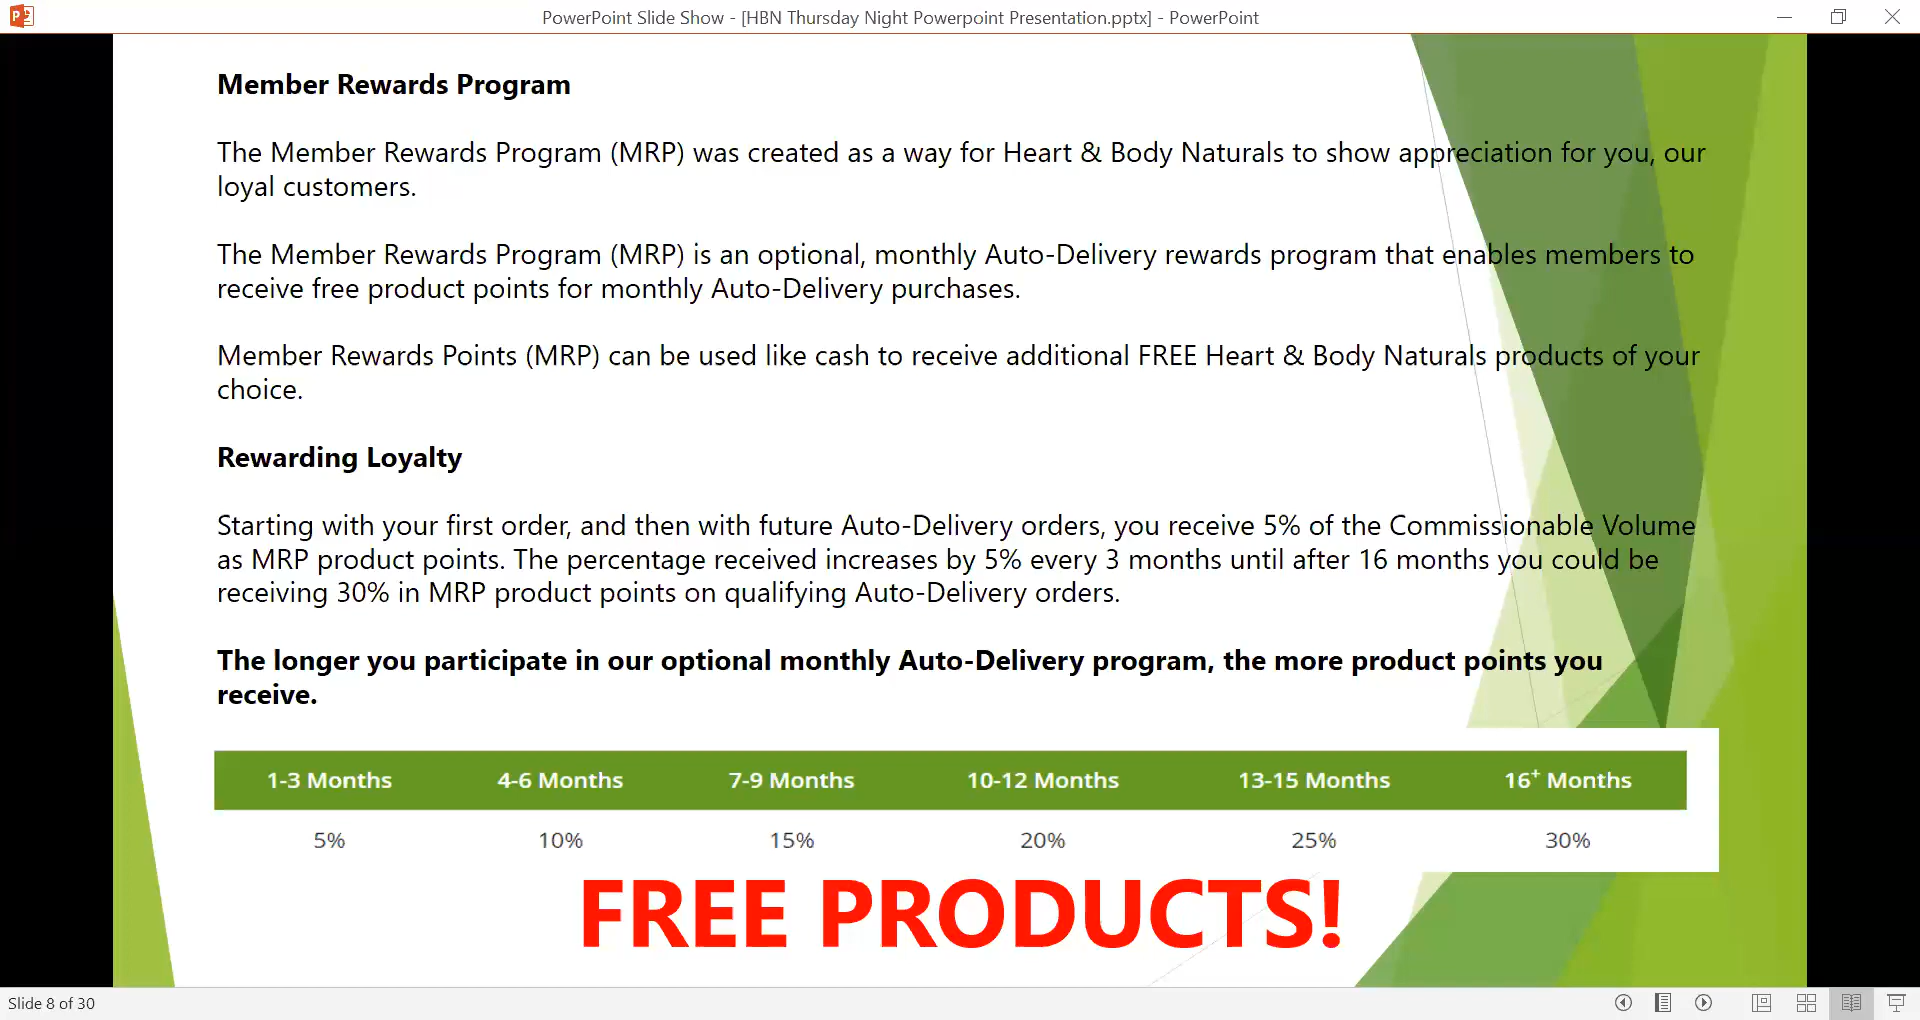 PowerPoint Slide Show - [HBN Thursday Night Powerpoint Presentation.pptx] - PowerPoint
Member Rewards Program
The Member Rewards Program (MRP) was created as a way for Heart & Body Naturals to show appreciation for you, our
loyal customers.
The Member Rewards Program (MRP) is an optional, monthly Auto-Delivery rewards program that enables members to
receive free product points for monthly Auto-Delivery purchases.
Member Rewards Points (MRP) can be used like cash to receive additional FREE Heart & Body Naturals products of your
choice.
Rewarding Loyalty
Starting with your first order, and then with future Auto-Delivery orders, you receive 5% of the Commissionable Volume
as MRP product points. The percentage received increases by 5% every 3 months until after 16 months you could be
receiving 30% in MRP product points on qualifying Auto-Delivery orders.
The longer you participate in our optional monthly Auto-Delivery program, the more product points you
receive.
1-3 Months 4-6 Months 7-9 Months 10-12 Months 13-15 Months 16+ Months
5% 10% 15% 20% 25% 30%
FREE PRODUCTS!
Slide 8 of 30